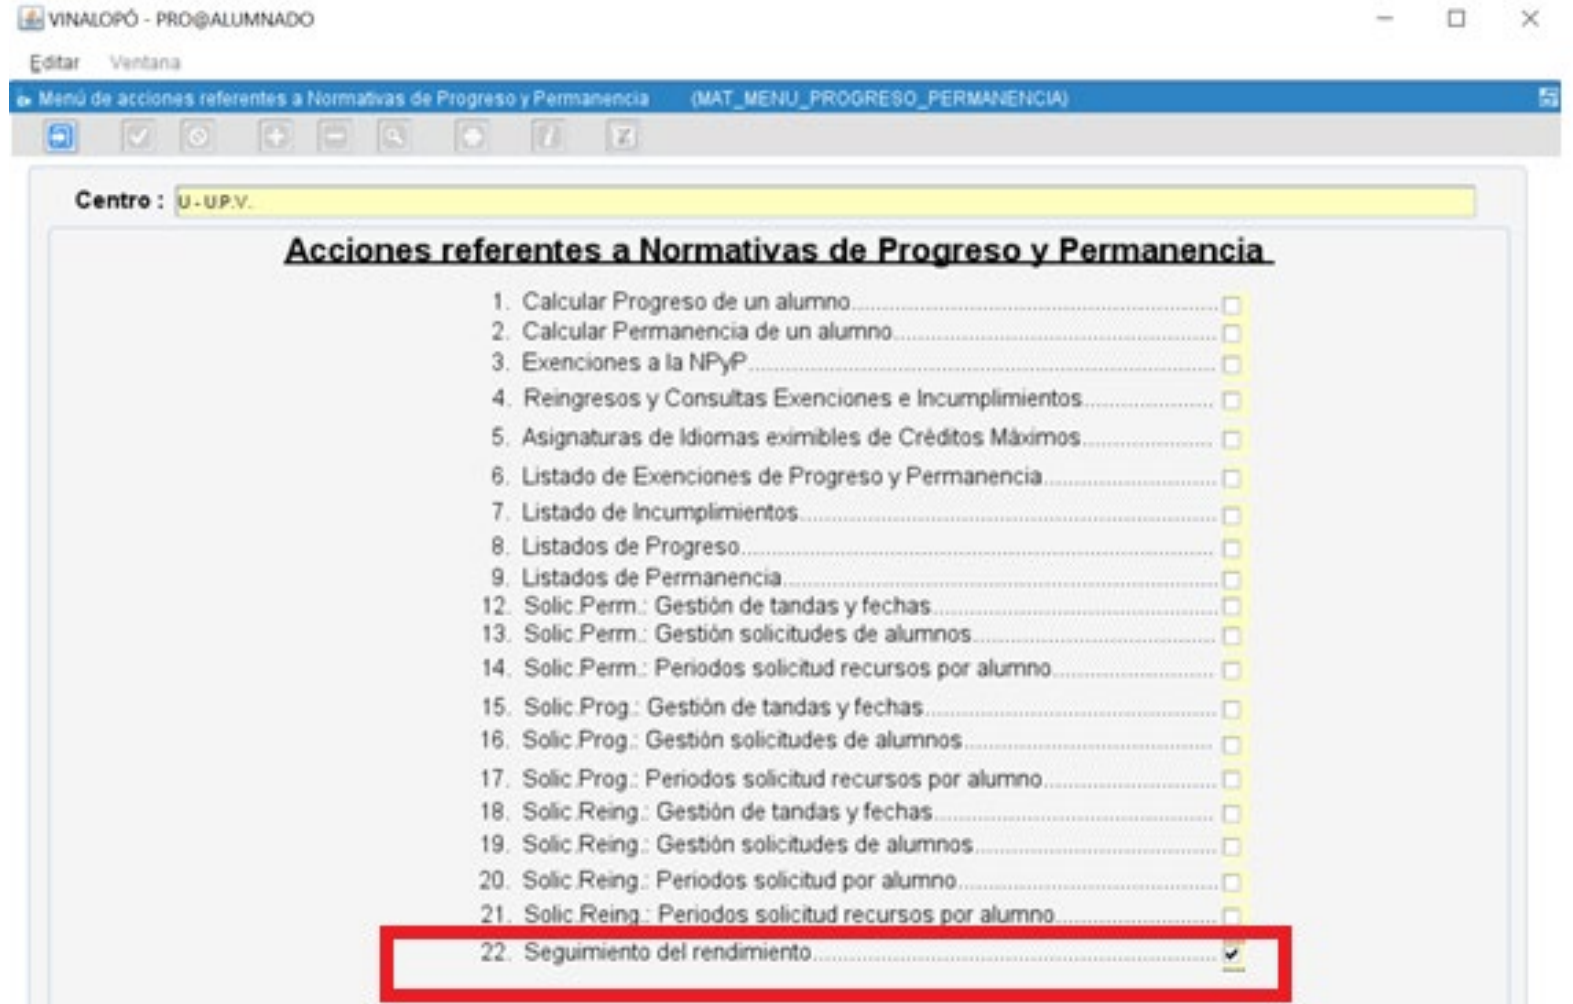 VINALOPÓ - PRO@ALUMNADO
Editar Ventana
Menú de acciones referentes a Normativas de Progreso y Permanencia (MAT_MENU_PROGRESO_PERMANENCIA)
Centro : U - U.P.V.
Acciones referentes a Normativas de Progreso y Permanencia
1. Calcular Progreso de un alumno
2. Calcular Permanencia de un alumno
3. Exenciones a la NPyP
4. Reingresos y Consultas Exenciones e Incumplimientos
5. Asignaturas de Idiomas eximibles de Créditos Máximos
6. Listado de Exenciones de Progreso y Permanencia
7. Listado de Incumplimientos
8. Listados de Progreso
9. Listados de Permanencia
12. Solic.Perm.: Gestión de tandas y fechas
13. Solic.Perm.: Gestión solicitudes de alumnos
14. Solic.Perm.: Periodos solicitud recursos por alumno
15. Solic.Prog.: Gestión de tandas y fechas
16. Solic.Prog.: Gestión solicitudes de alumnos
17. Solic.Prog.: Periodos solicitud recursos por alumno
18. Solic.Reing.: Gestión de tandas y fechas
19. Solic.Reing.: Gestión solicitudes de alumnos
20. Solic.Reing.: Periodos solicitud por alumno
21. Solic.Reing.: Periodos solicitud recursos por alumno
22. Seguimiento del rendimiento